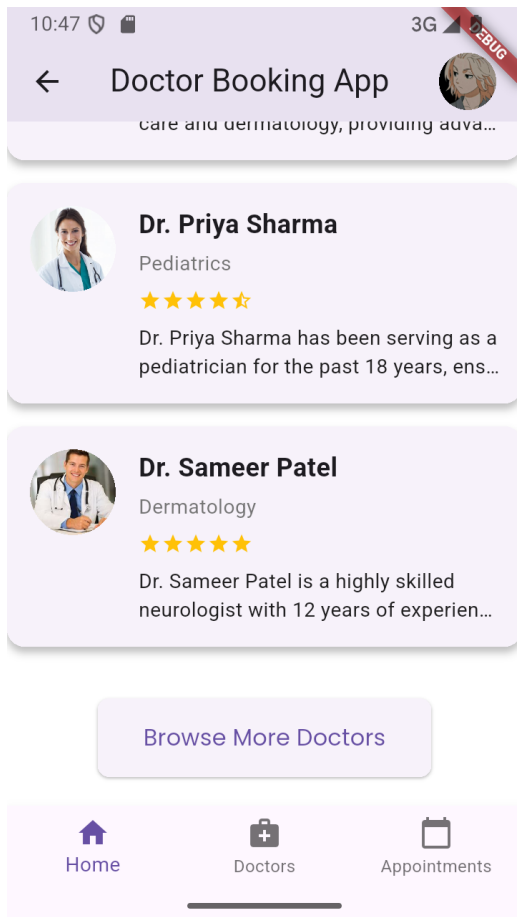 10:47
3G
DEBUG
Doctor Booking App
care and dermatology, providing adva...
Dr. Priya Sharma
Pediatrics
Dr. Priya Sharma has been serving as a
pediatrician for the past 18 years, ens...
Dr. Sameer Patel
Dermatology
Dr. Sameer Patel is a highly skilled
neurologist with 12 years of experien...
Browse More Doctors
Home
Doctors
Appointments